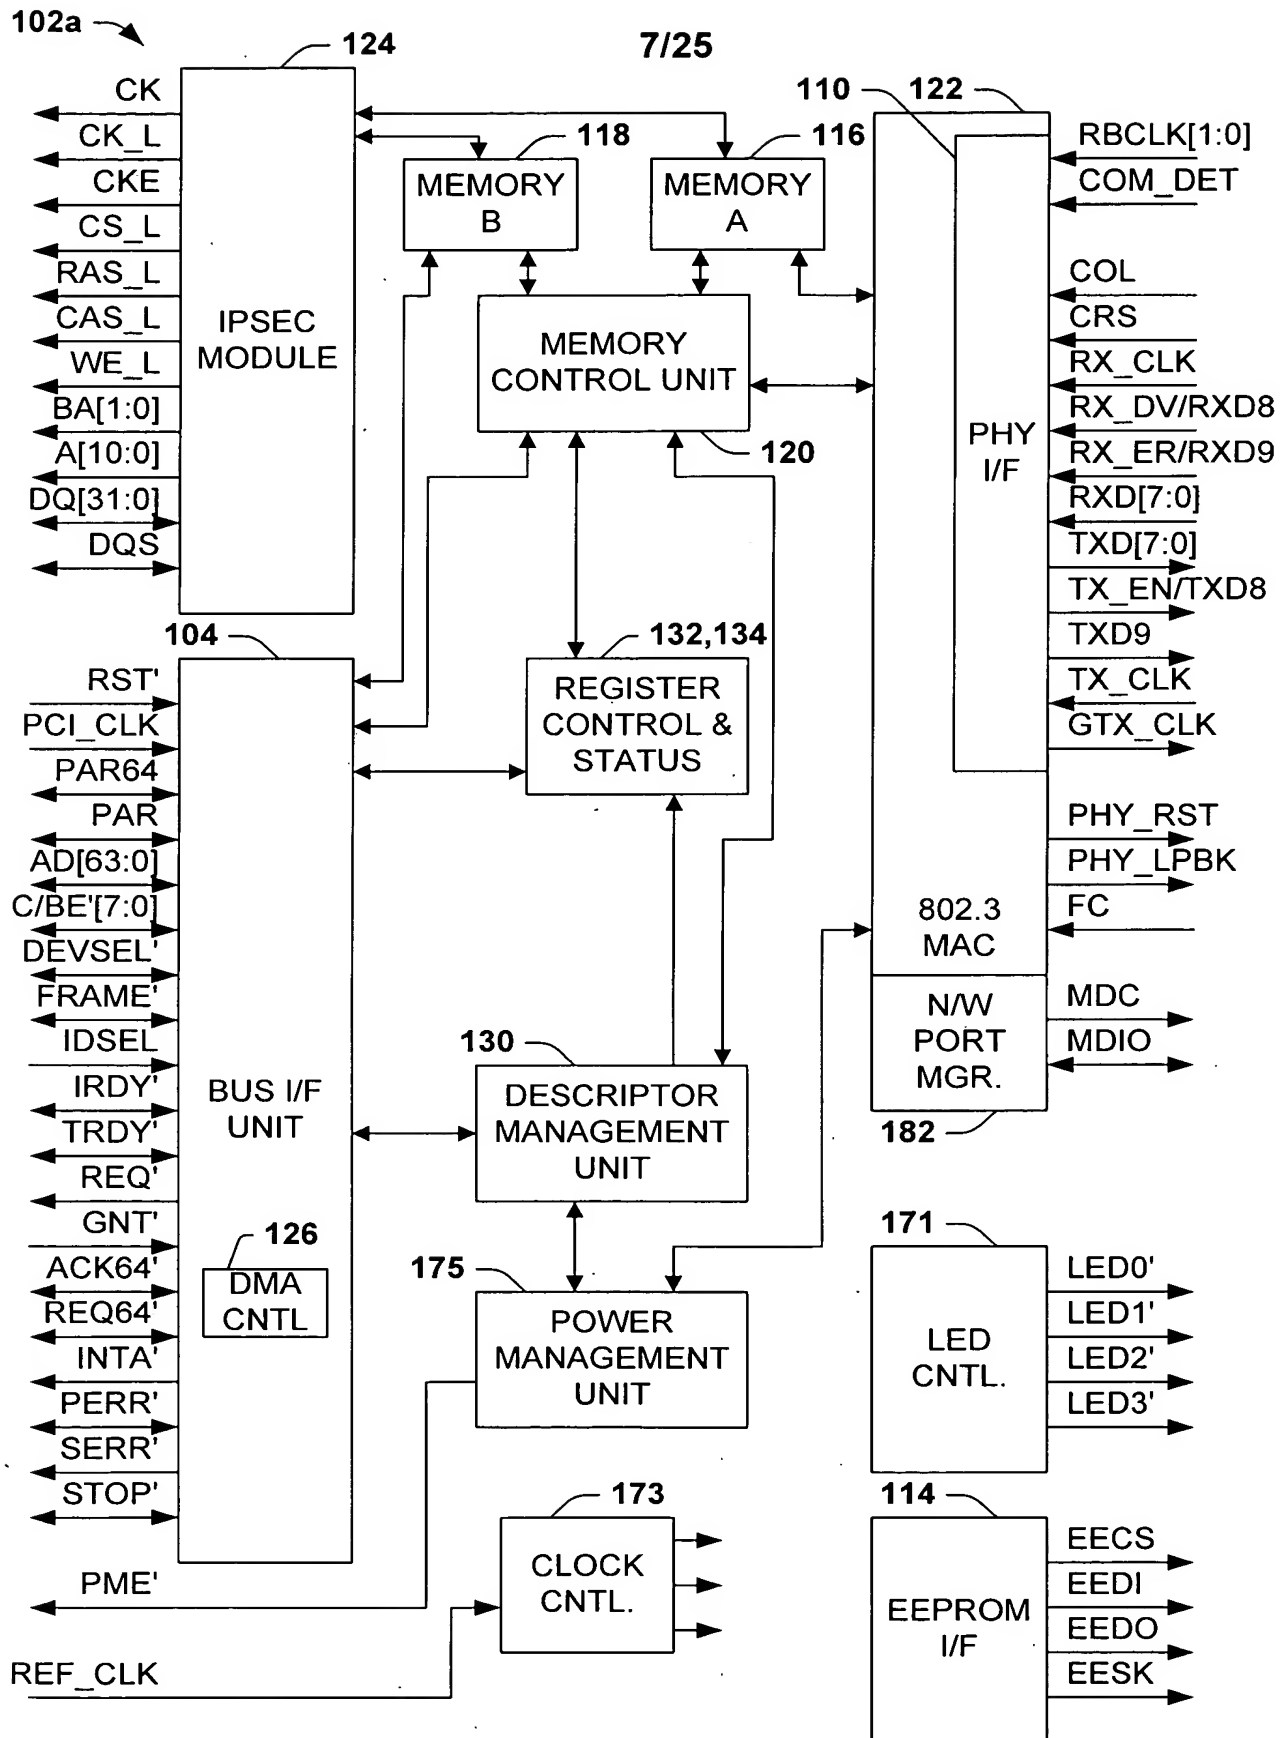 102a
7/25
124
CK
CK_L
CKE
CS_L
RAS_L
CAS_L
WE_L
BA[1:0]
A[10:0]
DQ[31:0]
DQS
IPSEC
MODULE
118
MEMORY
B
116
MEMORY
A
MEMORY
CONTROL UNIT
120
110
122
PHY
I/F
802.3
MAC
N/W
PORT
MGR.
182
RBCLK[1:0]
COM_DET
COL
CRS
RX_CLK
RX_DV/RXD8
RX_ER/RXD9
RXD[7:0]
TXD[7:0]
TX_EN/TXD8
TXD9
TX_CLK
GTX_CLK
PHY_RST
PHY_LPBK
FC
MDC
MDIO
104
RST'
PCI_CLK
PAR64
PAR
AD[63:0]
C/BE'[7:0]
DEVSEL'
FRAME'
IDSEL
IRDY'
TRDY'
REQ'
GNT'
ACK64'
REQ64'
INTA'
PERR'
SERR'
STOP'
PME'
REF_CLK
BUS I/F
UNIT
126
DMA
CNTL
132,134
REGISTER
CONTROL &
STATUS
130
DESCRIPTOR
MANAGEMENT
UNIT
175
POWER
MANAGEMENT
UNIT
173
CLOCK
CNTL.
171
LED
CNTL.
LED0'
LED1'
LED2'
LED3'
114
EEPROM
I/F
EECS
EEDI
EEDO
EESK